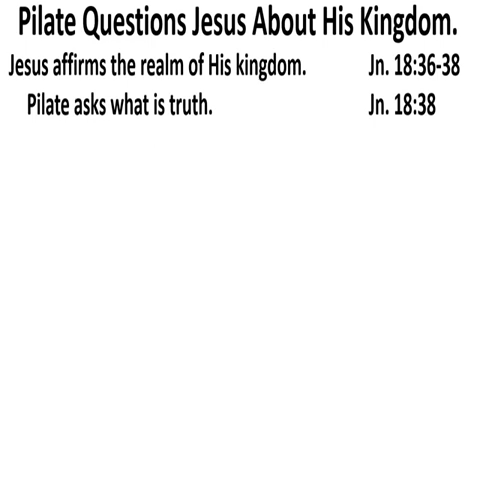 Pilate Questions Jesus About His Kingdom.
Jesus affirms the realm of His kingdom. Jn. 18:36-38
Pilate asks what is truth. Jn. 18:38